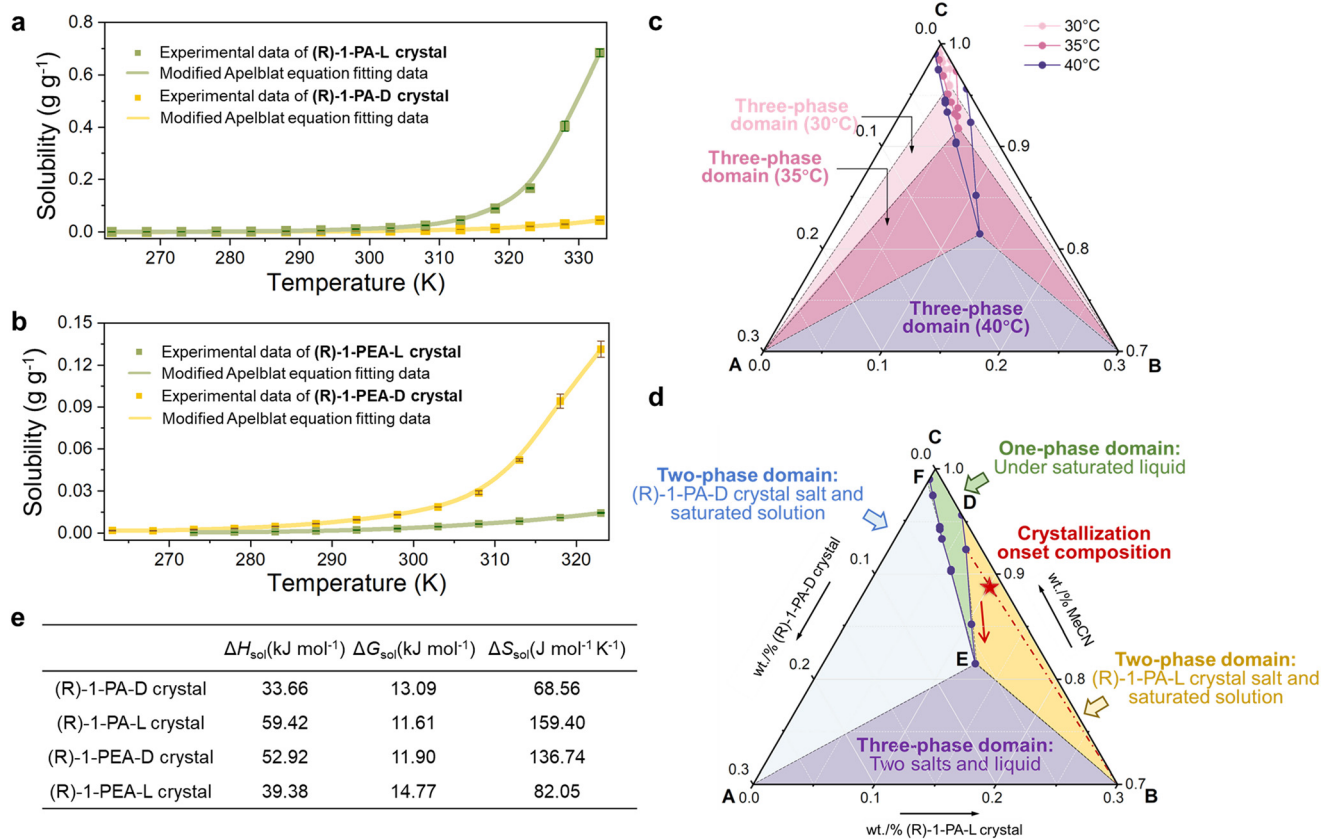 a
0.8
0.6
0.4
0.2
0.0
Solubility (g g⁻¹)
Experimental data of (R)-1-PA-L crystal
Modified Apelblat equation fitting data
Experimental data of (R)-1-PA-D crystal
Modified Apelblat equation fitting data
270 280 290 300 310 320 330
Temperature (K)
b
0.15
0.12
0.09
0.06
0.03
0.00
Solubility (g g⁻¹)
Experimental data of (R)-1-PEA-L crystal
Modified Apelblat equation fitting data
Experimental data of (R)-1-PEA-D crystal
Modified Apelblat equation fitting data
270 280 290 300 310 320
Temperature (K)
c
C
0.0
1.0
30°C
35°C
40°C
Three-phase
domain (30°C)
0.1
0.9
Three-phase
domain (35°C)
0.2
0.8
Three-phase
domain (40°C)
0.3
0.7
A
0.0 0.1 0.2 0.3
B
d
C
0.0
1.0
F
D
One-phase domain:
Under saturated liquid
Two-phase domain:
(R)-1-PA-D crystal salt and
saturated solution
Crystallization
onset composition
0.1
0.9
wt./% (R)-1-PA-D crystal
wt./% MeCN
E
0.2
0.8
Two-phase domain:
(R)-1-PA-L crystal salt and
saturated solution
Three-phase domain:
Two salts and liquid
0.3
0.7
A
0.0 0.1 0.2 0.3
B
wt./% (R)-1-PA-L crystal
e
ΔHsol(kJ mol⁻¹) ΔGsol(kJ mol⁻¹) ΔSsol(J mol⁻¹ K⁻¹)
(R)-1-PA-D crystal 33.66 13.09 68.56
(R)-1-PA-L crystal 59.42 11.61 159.40
(R)-1-PEA-D crystal 52.92 11.90 136.74
(R)-1-PEA-L crystal 39.38 14.77 82.05